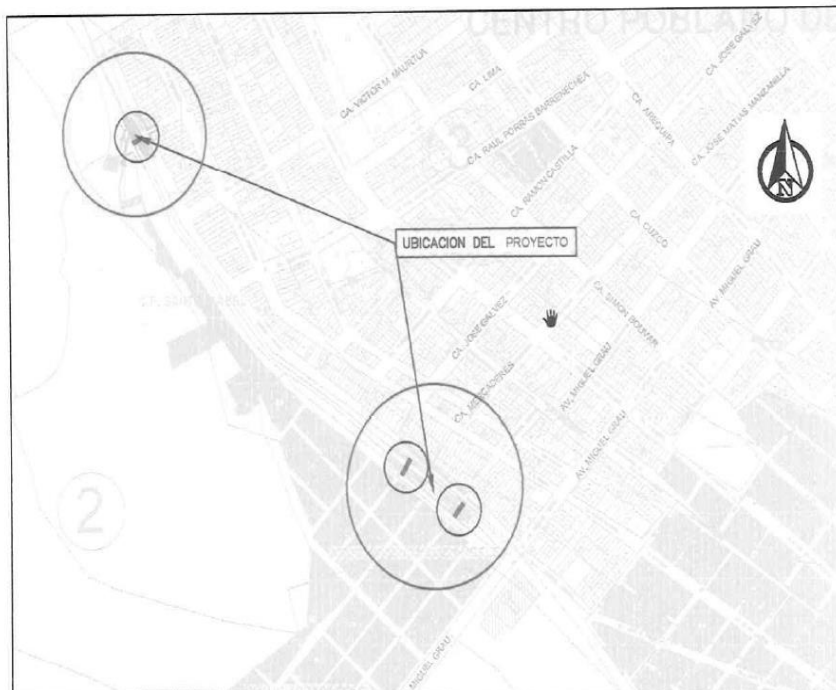 CENTRO POBLADO DE
CA. JOSE GALVEZ
CA. VICTOR M. MAURTUA
CA. LIMA
CA. RAUL PORRAS BARRENECHEA
CA. AREQUIPA
CA. JOSE MATIAS MANZANILLA
3
N
CA. RAMON CASTILLA
UBICACION DEL PROYECTO
CA. CUZCO
AV. MIGUEL GRAU
CA. SIMON BOLIVAR
CA. JOSE GALVEZ
CA. MERCADERES
AV. MIGUEL GRAU
AV. MIGUEL GRAU
2
MIGUEL GRAU